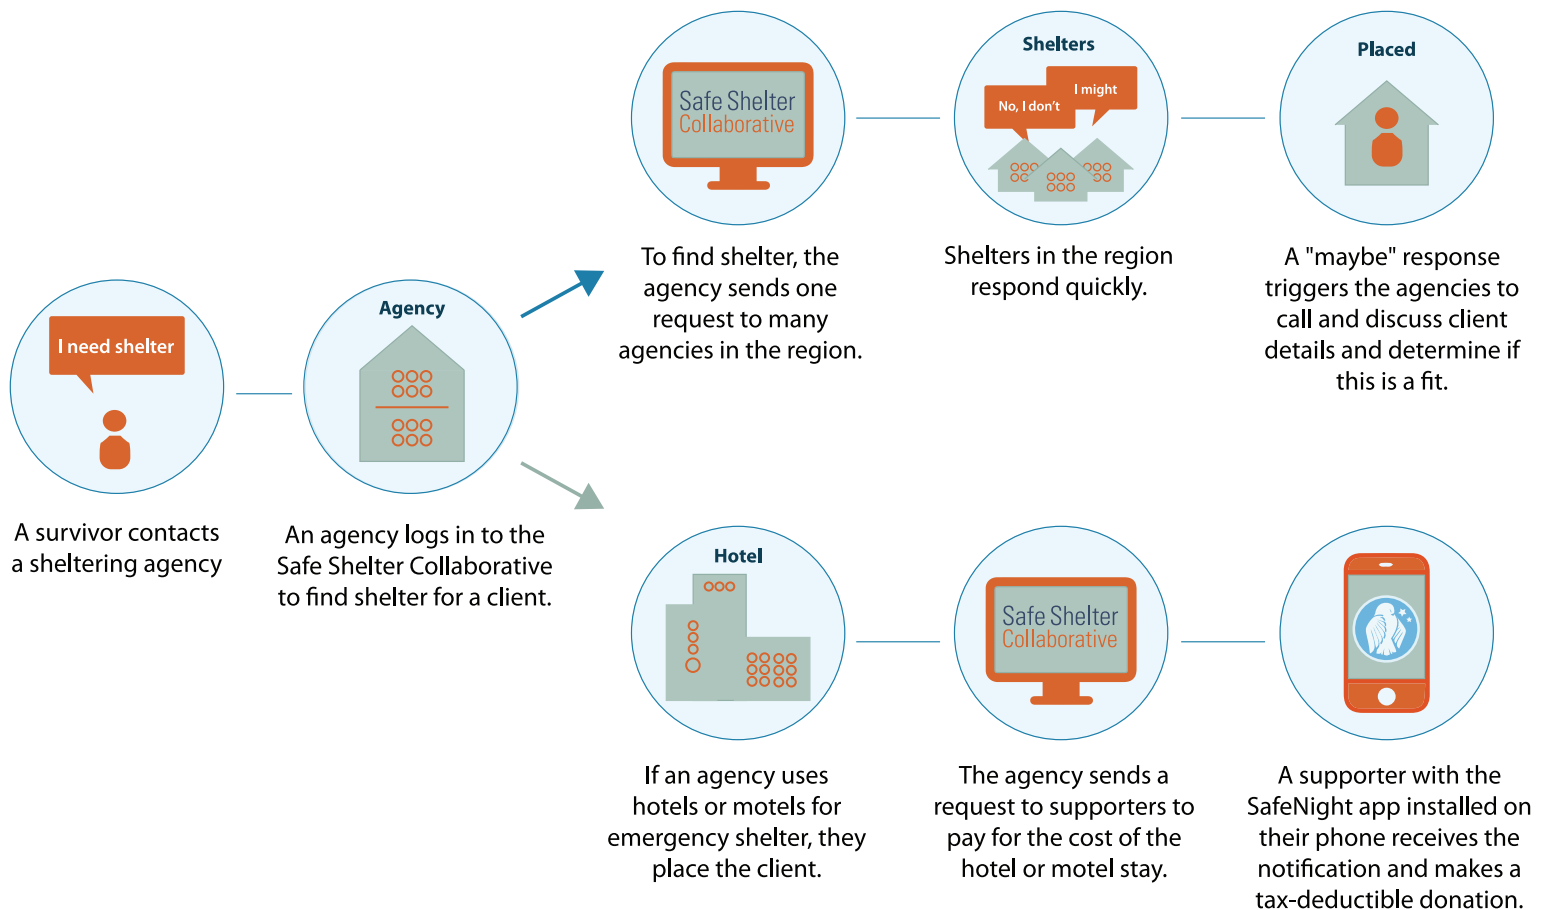 I need shelter
A survivor contacts
a sheltering agency
Agency
An agency logs in to the
Safe Shelter Collaborative
to find shelter for a client.
Safe Shelter
Collaborative
To find shelter, the
agency sends one
request to many
agencies in the region.
Shelters
No, I don't
I might
Shelters in the region
respond quickly.
Placed
A "maybe" response
triggers the agencies to
call and discuss client
details and determine if
this is a fit.
Hotel
If an agency uses
hotels or motels for
emergency shelter, they
place the client.
Safe Shelter
Collaborative
The agency sends a
request to supporters to
pay for the cost of the
hotel or motel stay.
A supporter with the
SafeNight app installed on
their phone receives the
notification and makes a
tax-deductible donation.